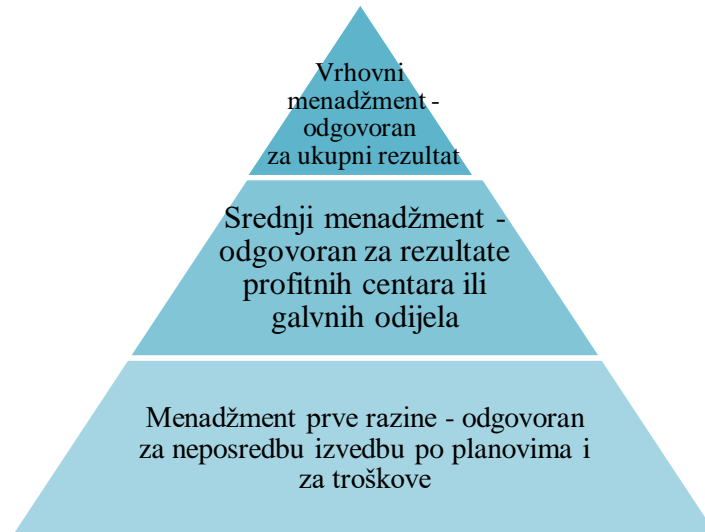 Vrhovni
menadžment -
odgovoran
za ukupni rezultat
Srednji menadžment -
odgovoran za rezultate
profitnih centara ili
galvnih odijela
Menadžment prve razine - odgovoran
za neposredbu izvedbu po planovima i
za troškove